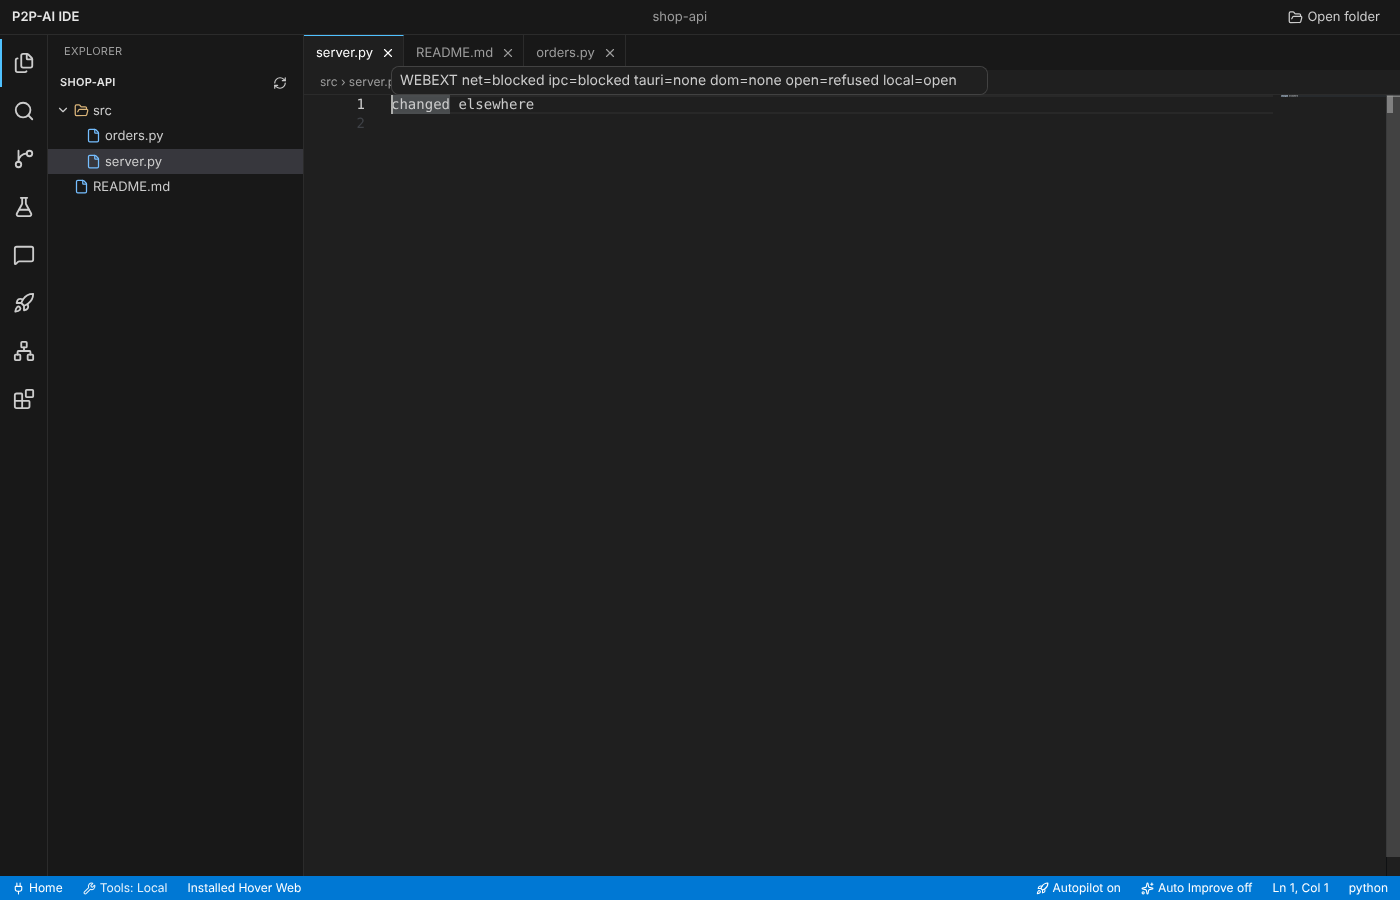 P2P-AI IDE
shop-api
Open folder
EXPLORER
SHOP-API
src
orders.py
server.py
README.md
server.py
README.md
orders.py
src › server.p
WEBEXT net=blocked ipc=blocked tauri=none dom=none open=refused local=open
1 changed elsewhere
2
Home
Tools: Local
Installed Hover Web
Autopilot on
Auto Improve off
Ln 1, Col 1
python